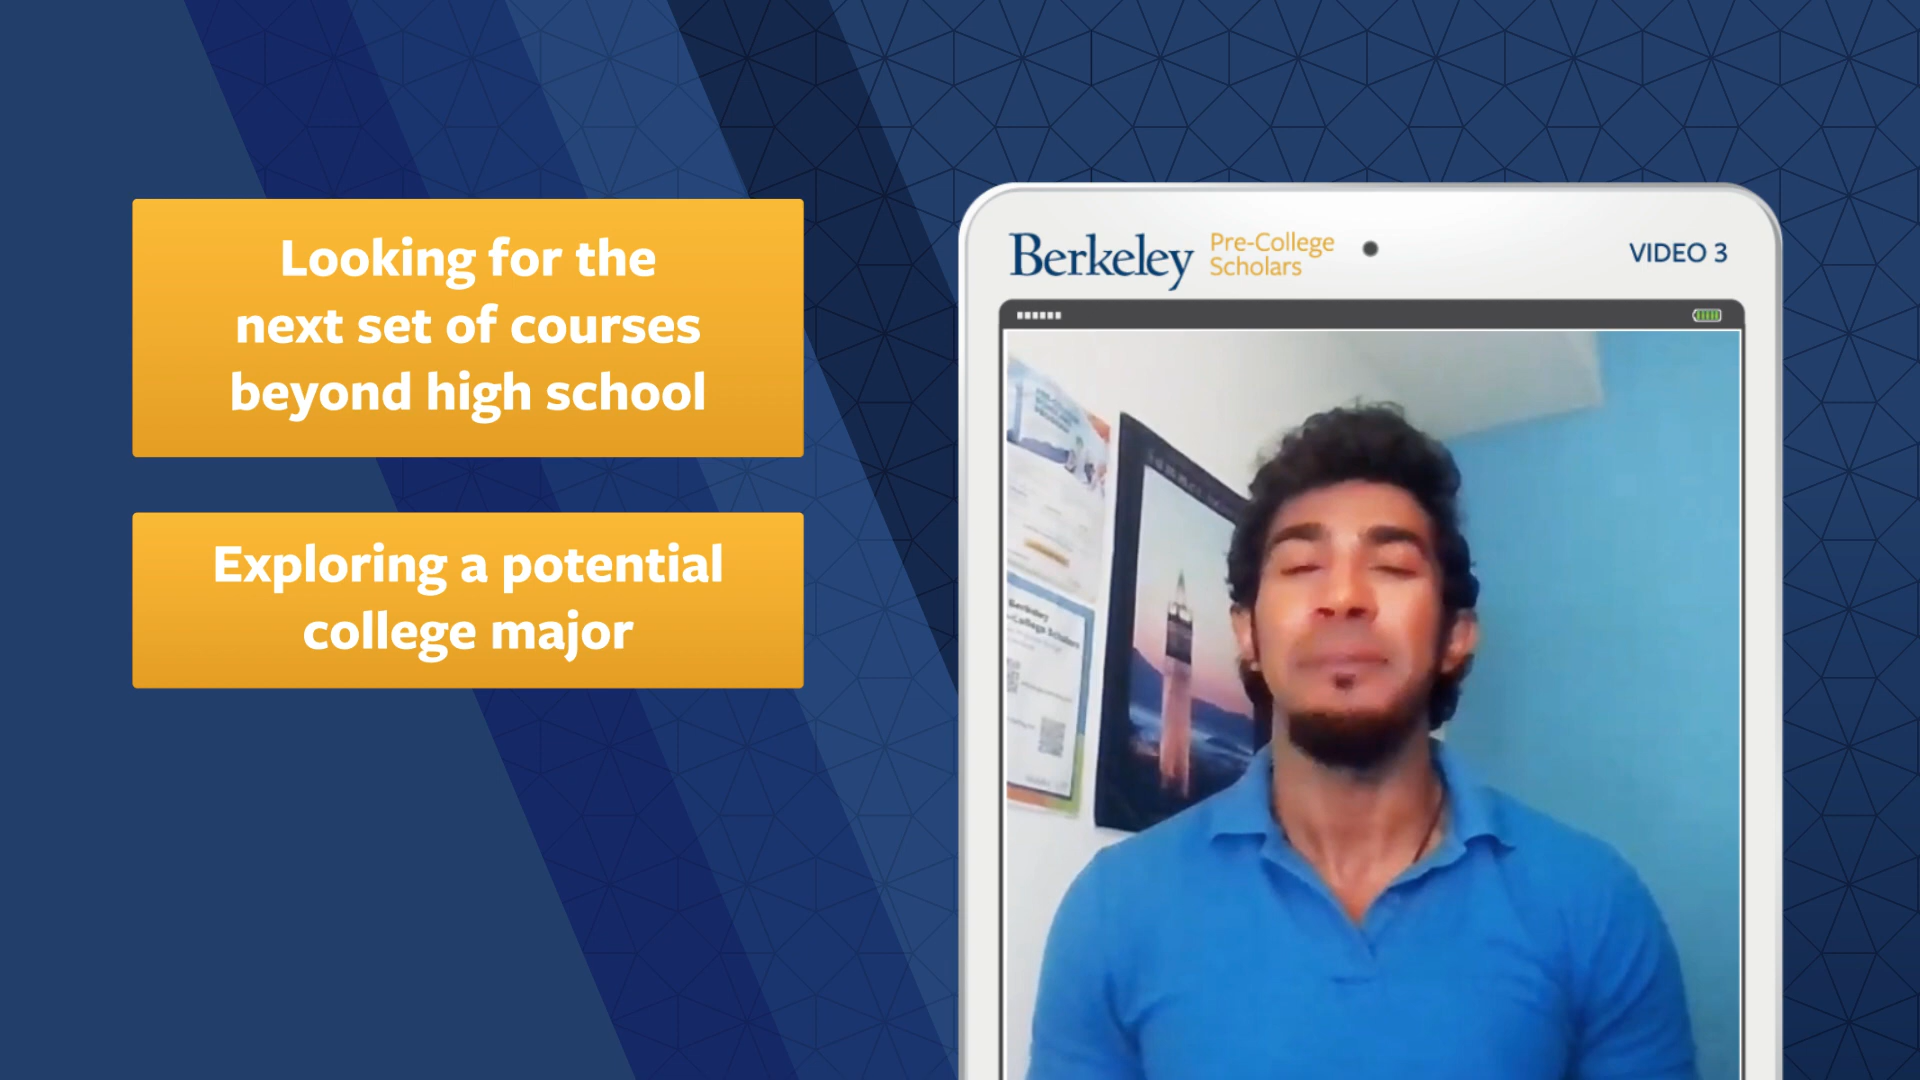 Looking for the
next set of courses
beyond high school
Exploring a potential
college major
Berkeley
Pre-College
Scholars
VIDEO 3
Berkeley